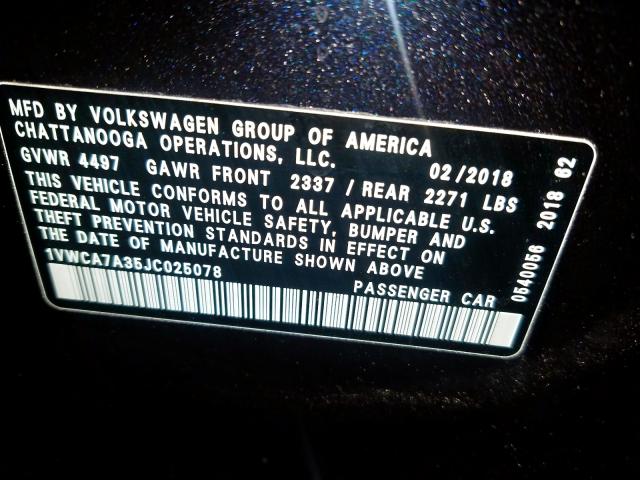 MFD BY VOLKSWAGEN GROUP OF AMERICA
CHATTANOOGA OPERATIONS, LLC. 02/2018
GVWR 4497 GAWR FRONT 2337 / REAR 2271 LBS
THIS VEHICLE CONFORMS TO ALL APPLICABLE U.S.
FEDERAL MOTOR VEHICLE SAFETY, BUMPER AND
THEFT PREVENTION STANDARDS IN EFFECT ON
THE DATE OF MANUFACTURE SHOWN ABOVE
1VWCA7A35JC025078 PASSENGER CAR
0540056 2018 62